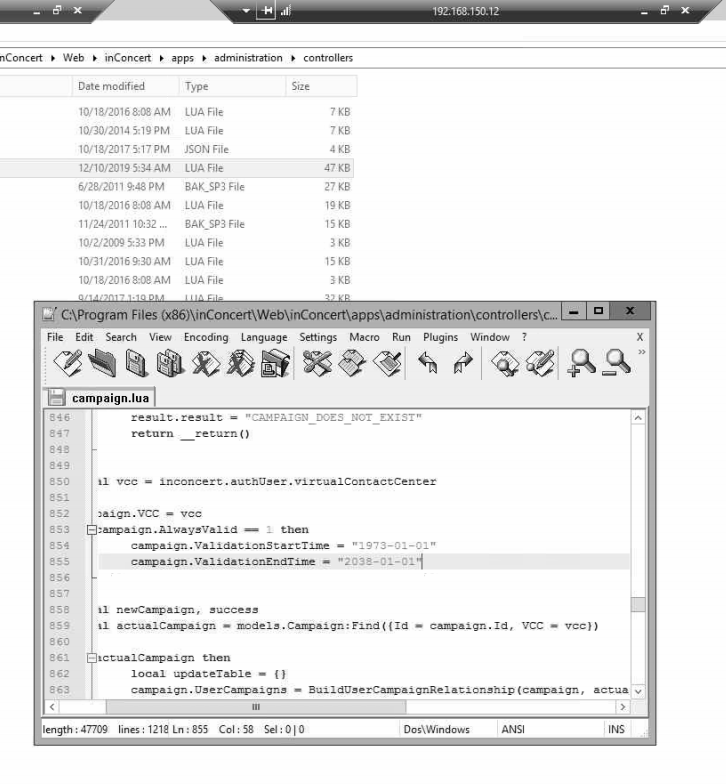 192.168.150.12
nConcert ▸ Web ▸ inConcert ▸ apps ▸ administration ▸ controllers
Date modified Type Size
10/18/2016 8:08 AM LUA File 7 KB
10/30/2014 5:19 PM LUA File 7 KB
10/18/2017 5:17 PM JSON File 4 KB
12/10/2019 5:34 AM LUA File 47 KB
6/28/2011 9:48 PM BAK_SP3 File 27 KB
10/18/2016 8:08 AM LUA File 19 KB
11/24/2011 10:32 ... BAK_SP3 File 15 KB
10/2/2009 5:33 PM LUA File 3 KB
10/31/2016 9:30 AM LUA File 15 KB
10/18/2016 8:08 AM LUA File 3 KB
9/14/2017 1:19 PM LUA File 32 KB
C:\Program Files (x86)\inConcert\Web\inConcert\apps\administration\controllers\c...
File Edit Search View Encoding Language Settings Macro Run Plugins Window ? X
campaign.lua
846 result.result = "CAMPAIGN_DOES_NOT_EXIST"
847 return __return()
848
849
850 al vcc = inconcert.authUser.virtualContactCenter
851
852 paign.VCC = vcc
853 campaign.AlwaysValid == 1 then
854 campaign.ValidationStartTime = "1973-01-01"
855 campaign.ValidationEndTime = "2038-01-01"
856
857
858 al newCampaign, success
859 al actualCampaign = models.Campaign:Find({Id = campaign.Id, VCC = vcc})
860
861 actualCampaign then
862 local updateTable = {}
863 campaign.UserCampaigns = BuildUserCampaignRelationship(campaign, actua
length : 47709 lines : 1218 Ln : 855 Col : 58 Sel : 0 | 0 Dos\Windows ANSI INS